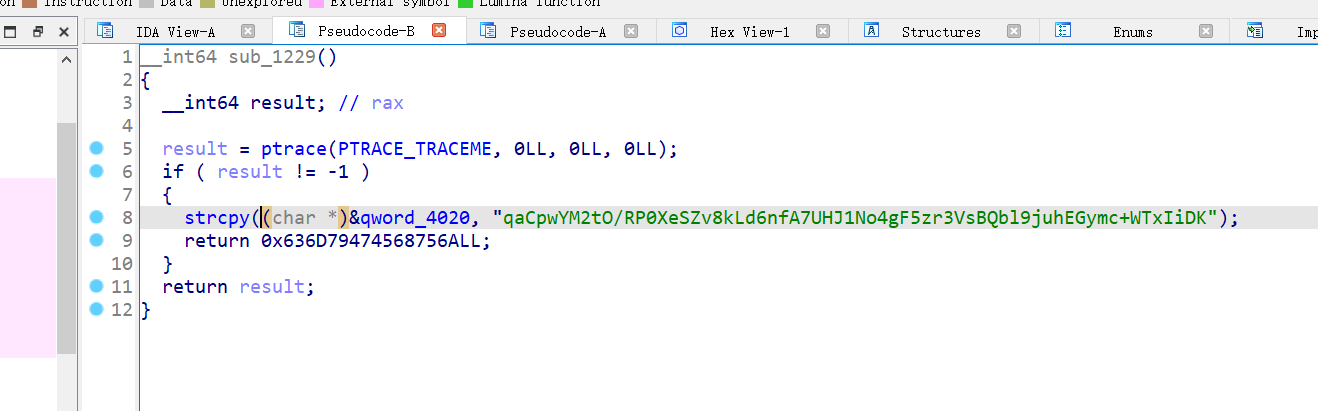 on Instruction Data Unexplored External symbol Lumina function
IDA View-A Pseudocode-B Pseudocode-A Hex View-1 Structures Enums Imp
1 __int64 sub_1229()
2 {
3 __int64 result; // rax
4
5 result = ptrace(PTRACE_TRACEME, 0LL, 0LL, 0LL);
6 if ( result != -1 )
7 {
8 strcpy((char *)&qword_4020, "qaCpwYM2tO/RP0XeSZv8kLd6nfA7UHJ1No4gF5zr3VsBQbl9juhEGymc+WTxIiDK");
9 return 0x636D79474568756ALL;
10 }
11 return result;
12 }